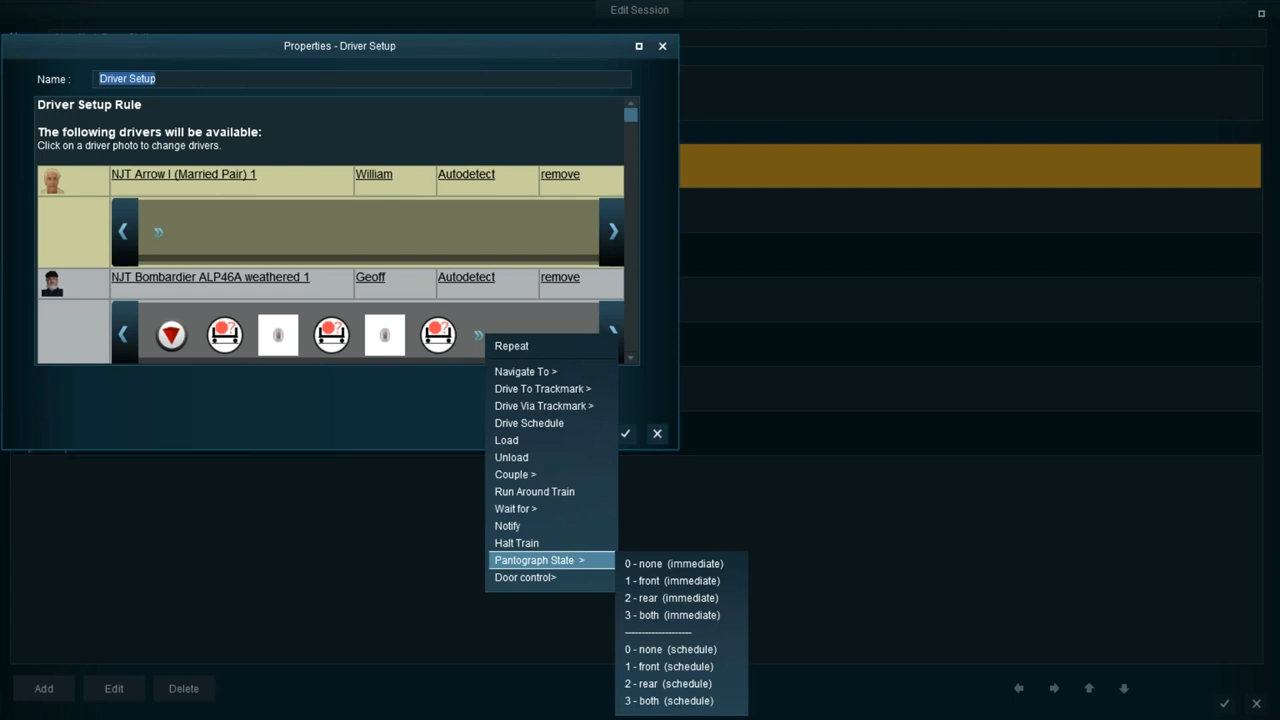 Edit Session
Properties - Driver Setup
Name : Driver Setup
Driver Setup Rule
The following drivers will be available:
Click on a driver photo to change drivers.
NJT Arrow I (Married Pair) 1 William Autodetect remove
NJT Bombardier ALP46A weathered 1 Geoff Autodetect remove
Repeat
Navigate To >
Drive To Trackmark >
Drive Via Trackmark >
Drive Schedule
Load
Unload
Couple >
Run Around Train
Wait for >
Notify
Halt Train
Pantograph State >
Door control>
0 - none (immediate)
1 - front (immediate)
2 - rear (immediate)
3 - both (immediate)
--------------------
0 - none (schedule)
1 - front (schedule)
2 - rear (schedule)
3 - both (schedule)
Add Edit Delete